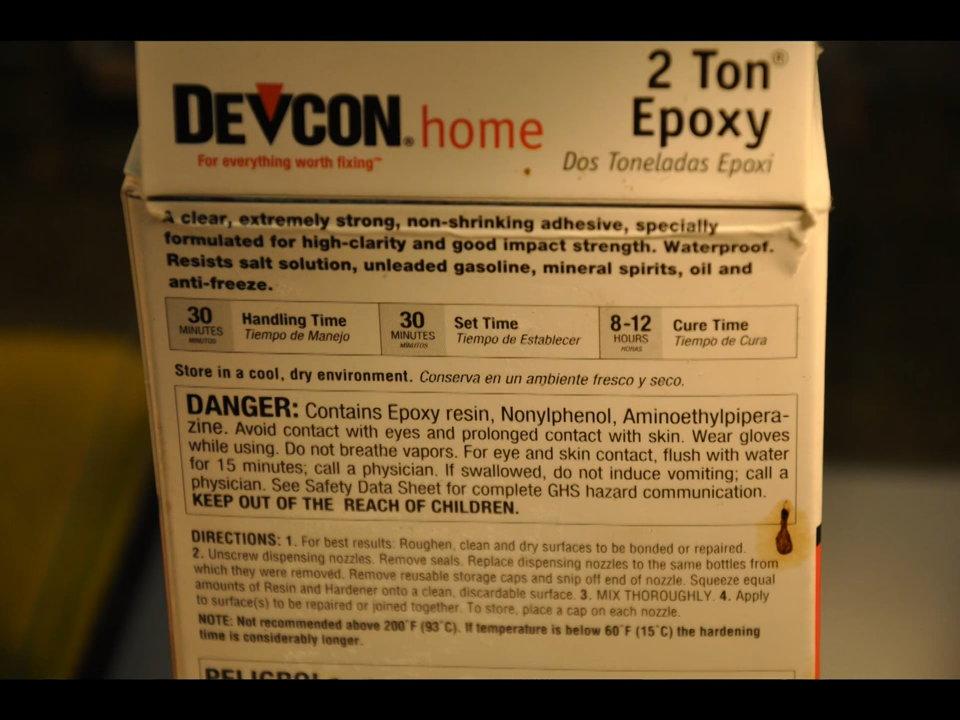 DEVCON® home
For everything worth fixing™
2 Ton®
Epoxy
Dos Toneladas Epoxi
A clear, extremely strong, non-shrinking adhesive, specially
formulated for high-clarity and good impact strength. Waterproof.
Resists salt solution, unleaded gasoline, mineral spirits, oil and
anti-freeze.
30 MINUTES MINUTOS
Handling Time
Tiempo de Manejo
30 MINUTES MINUTOS
Set Time
Tiempo de Establecer
8-12 HOURS HORAS
Cure Time
Tiempo de Cura
Store in a cool, dry environment. Conserva en un ambiente fresco y seco.
DANGER: Contains Epoxy resin, Nonylphenol, Aminoethylpipera-
zine. Avoid contact with eyes and prolonged contact with skin. Wear gloves
while using. Do not breathe vapors. For eye and skin contact, flush with water
for 15 minutes; call a physician. If swallowed, do not induce vomiting; call a
physician. See Safety Data Sheet for complete GHS hazard communication.
KEEP OUT OF THE REACH OF CHILDREN.
DIRECTIONS: 1. For best results: Roughen, clean and dry surfaces to be bonded or repaired.
2. Unscrew dispensing nozzles. Remove seals. Replace dispensing nozzles to the same bottles from
which they were removed. Remove reusable storage caps and snip off end of nozzle. Squeeze equal
amounts of Resin and Hardener onto a clean, discardable surface. 3. MIX THOROUGHLY. 4. Apply
to surface(s) to be repaired or joined together. To store, place a cap on each nozzle.
NOTE: Not recommended above 200°F (93°C). If temperature is below 60°F (15°C) the hardening
time is considerably longer.